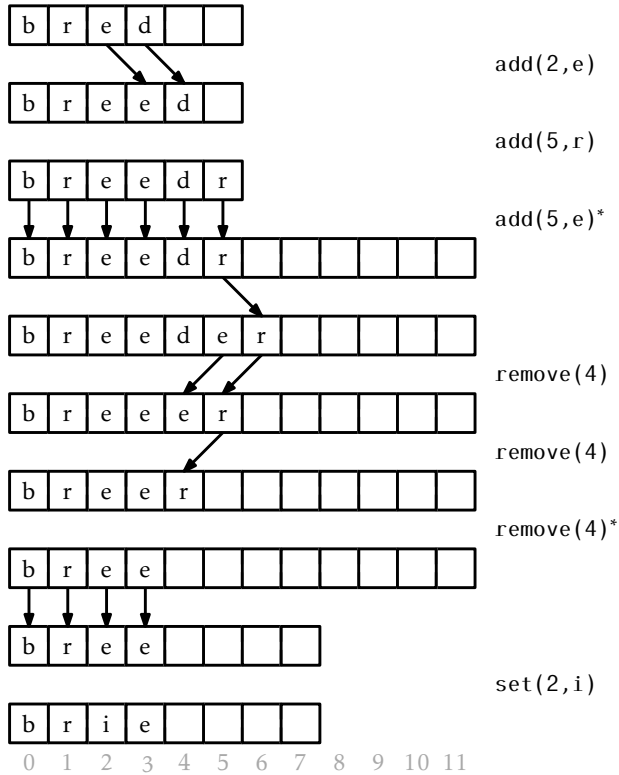 b r e d
add(2,e)
b r e e d
add(5,r)
b r e e d r
add(5,e)*
b r e e d r
b r e e d e r
remove(4)
b r e e e r
remove(4)
b r e e r
remove(4)*
b r e e
b r e e
set(2,i)
b r i e
0 1 2 3 4 5 6 7 8 9 10 11